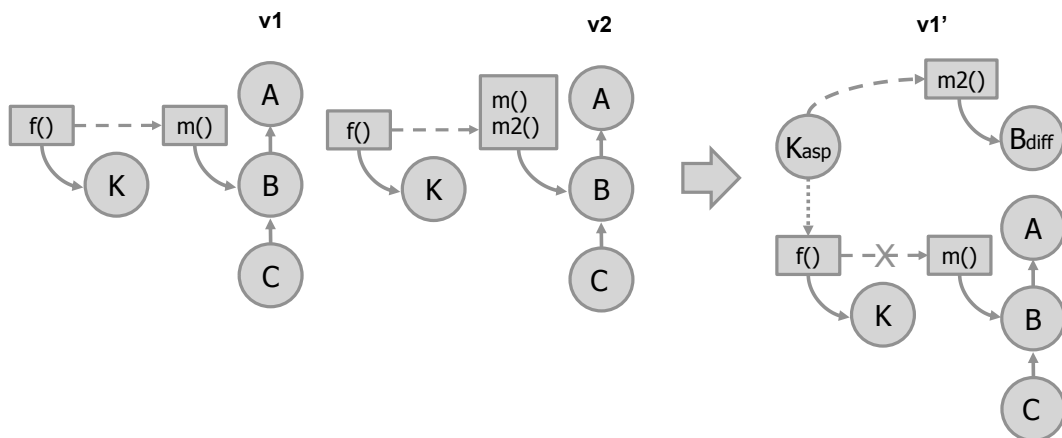 v1
v2
v1’
A
f()
m()
K
B
C
A
f()
m()
m2()
K
B
C
m2()
Kasp
Bdiff
f()
X
m()
A
K
B
C